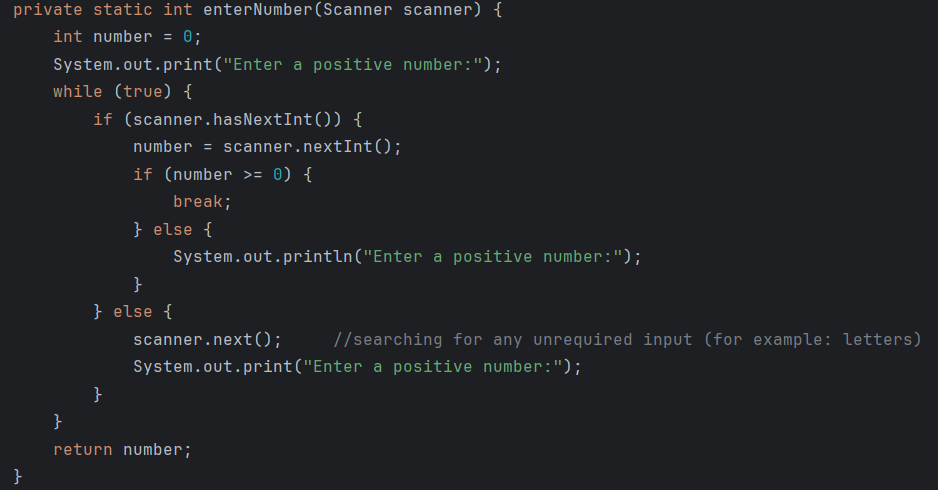 private static int enterNumber(Scanner scanner) {
    int number = 0;
    System.out.print("Enter a positive number:");
    while (true) {
        if (scanner.hasNextInt()) {
            number = scanner.nextInt();
            if (number >= 0) {
                break;
            } else {
                System.out.println("Enter a positive number:");
            }
        } else {
            scanner.next();     //searching for any unrequired input (for example: letters)
            System.out.print("Enter a positive number:");
        }
    }
    return number;
}